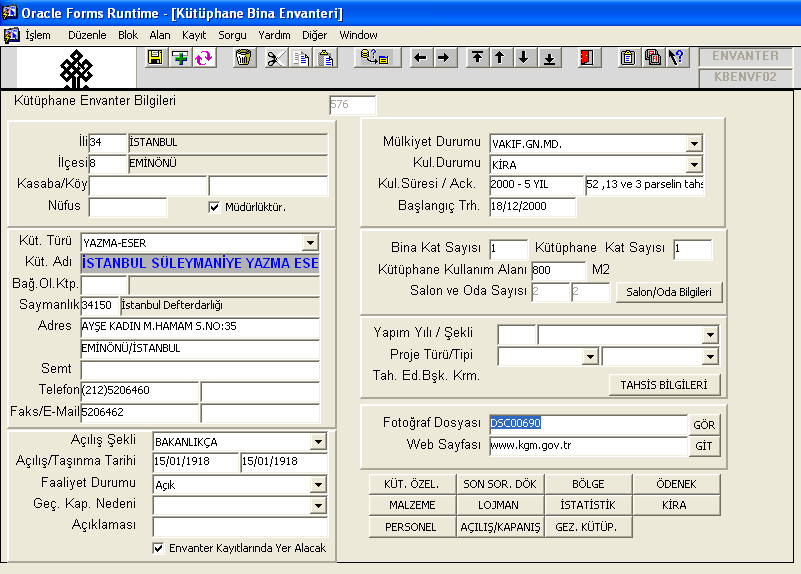 Oracle Forms Runtime - [Kütüphane Bina Envanteri]
İşlem Düzenle Blok Alan Kayıt Sorgu Yardım Diğer Window
ENVANTER
KBENVF02
Kütüphane Envanter Bilgileri 576
İli 34 İSTANBUL
İlçesi 8 EMİNÖNÜ
Kasaba/Köy
Nüfus Müdürlüktür.
Küt. Türü YAZMA-ESER
Küt. Adı İSTANBUL SÜLEYMANİYE YAZMA ESE
Bağ.Ol.Ktp.
Saymanlık 34150 İstanbul Defterdarlığı
Adres AYŞE KADIN M.HAMAM S.NO:35
EMİNÖNÜ/İSTANBUL
Semt
Telefon (212)5206460
Faks/E-Mail 5206462
Açılış Şekli BAKANLIKÇA
Açılış/Taşınma Tarihi 15/01/1918 15/01/1918
Faaliyet Durumu Açık
Geç. Kap. Nedeni
Açıklaması
Envanter Kayıtlarında Yer Alacak
Mülkiyet Durumu VAKIF.GN.MD.
Kul.Durumu KİRA
Kul.Süresi / Ack. 2000 - 5 YIL 52 ,13 ve 3 parselin tahs
Başlangıç Trh. 18/12/2000
Bina Kat Sayısı 1 Kütüphane Kat Sayısı 1
Kütüphane Kullanım Alanı 800 M2
Salon ve Oda Sayısı 2 2 Salon/Oda Bilgileri
Yapım Yılı / Şekli
Proje Türü/Tipi
Tah. Ed.Bşk. Krm.
TAHSİS BİLGİLERİ
Fotoğraf Dosyası DSC00690 GÖR
Web Sayfası www.kgm.gov.tr GİT
KÜT. ÖZEL. SON SOR. DÖK BÖLGE ÖDENEK
MALZEME LOJMAN İSTATİSTİK KİRA
PERSONEL AÇILIŞ/KAPANIŞ GEZ. KÜTÜP.